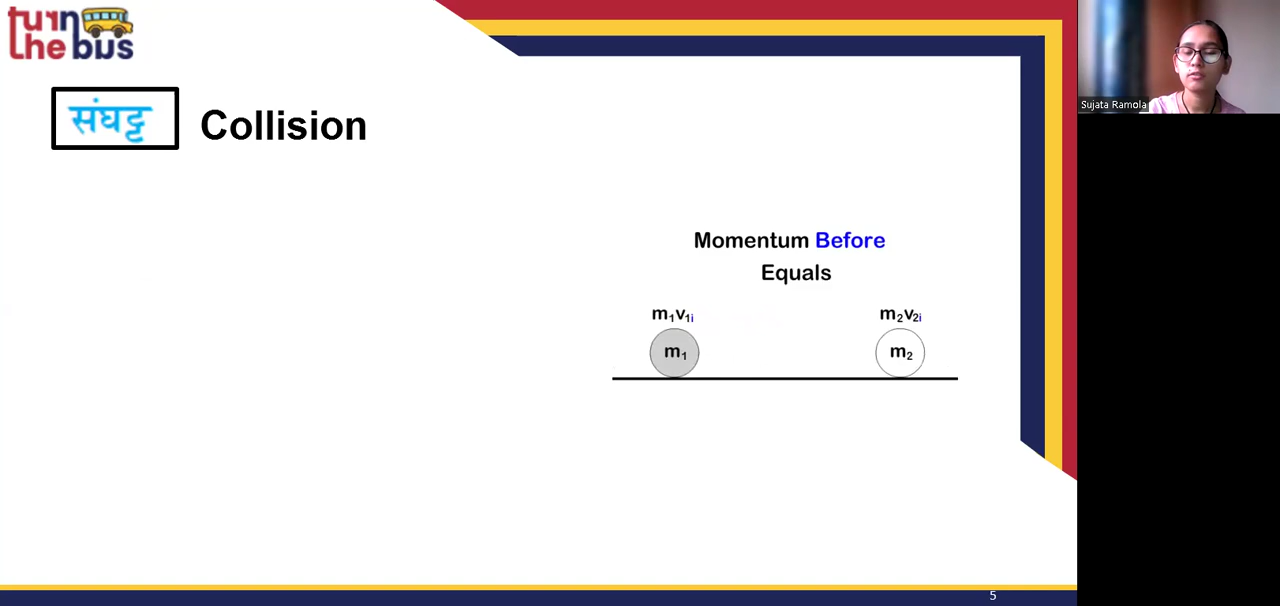 turn
the bus
संघट्ट
Collision
Momentum Before
Equals
m₁v₁ᵢ
m₂v₂ᵢ
m₁
m₂
Sujata Ramola
5